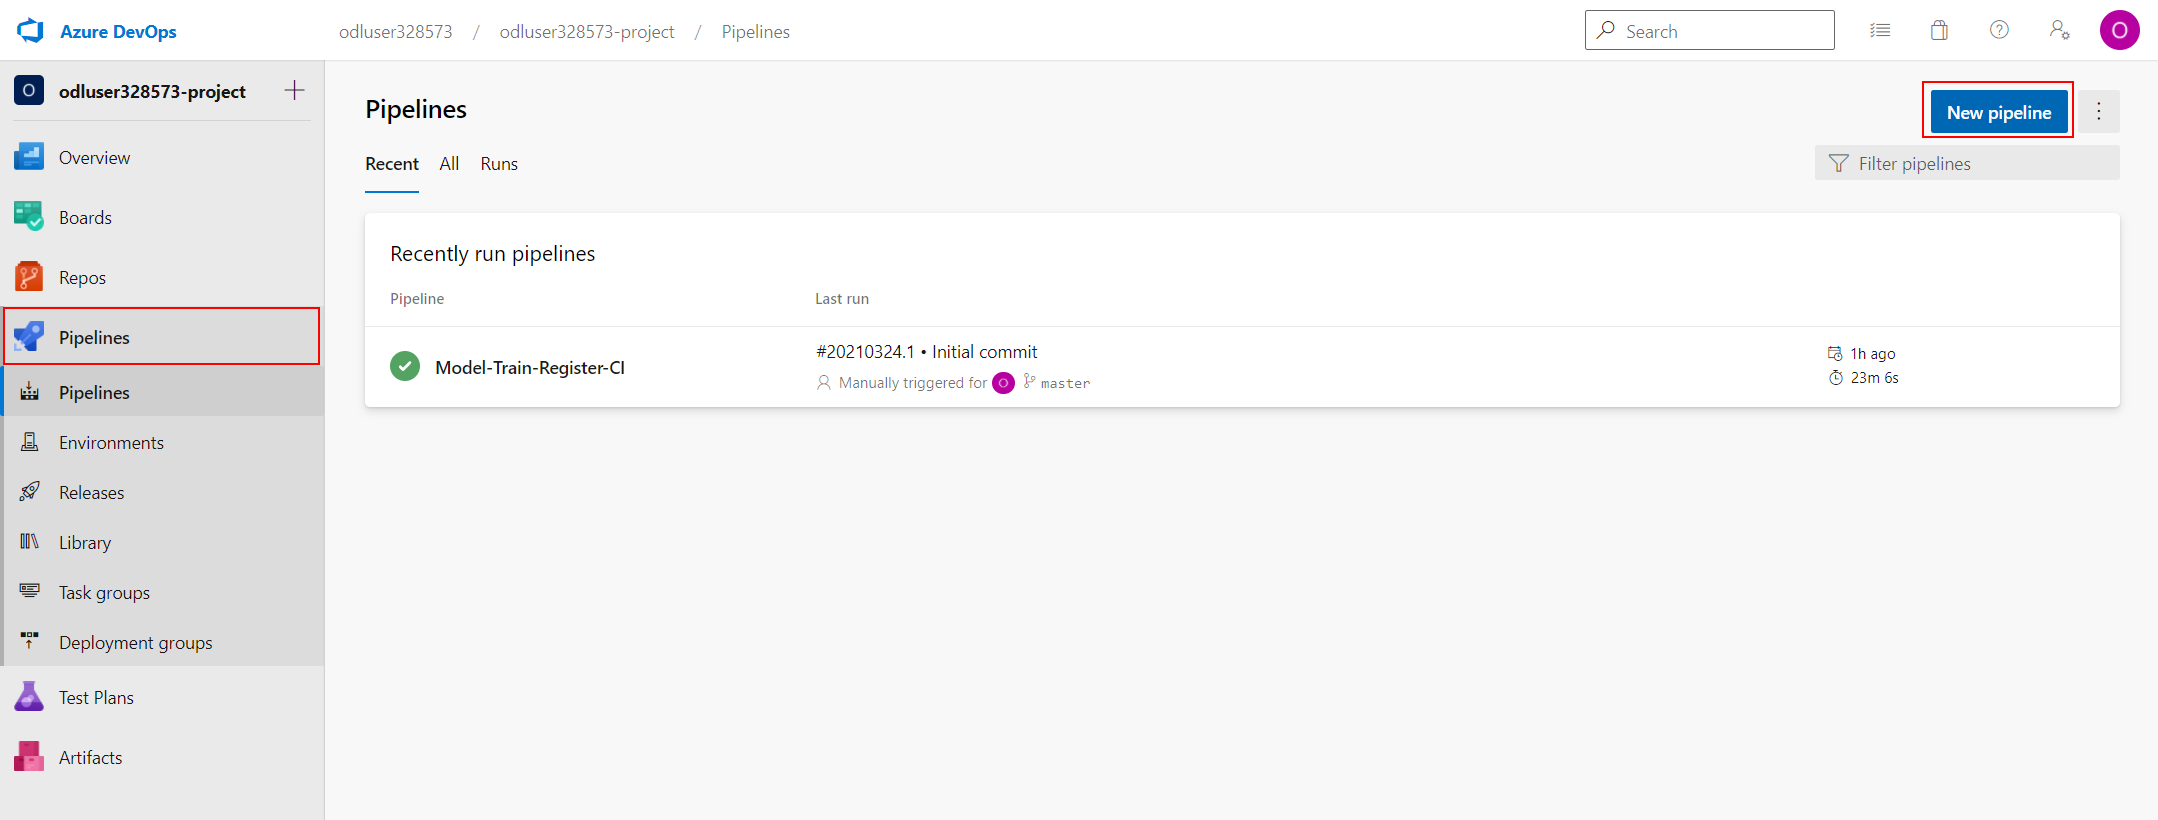 Azure DevOps
odluser328573 / odluser328573-project / Pipelines
Search
O
O
odluser328573-project
Overview
Boards
Repos
Pipelines
Pipelines
Environments
Releases
Library
Task groups
Deployment groups
Test Plans
Artifacts
Pipelines
New pipeline
Recent All Runs
Filter pipelines
Recently run pipelines
Pipeline Last run
Model-Train-Register-CI
#20210324.1 • Initial commit
Manually triggered for O master
1h ago
23m 6s